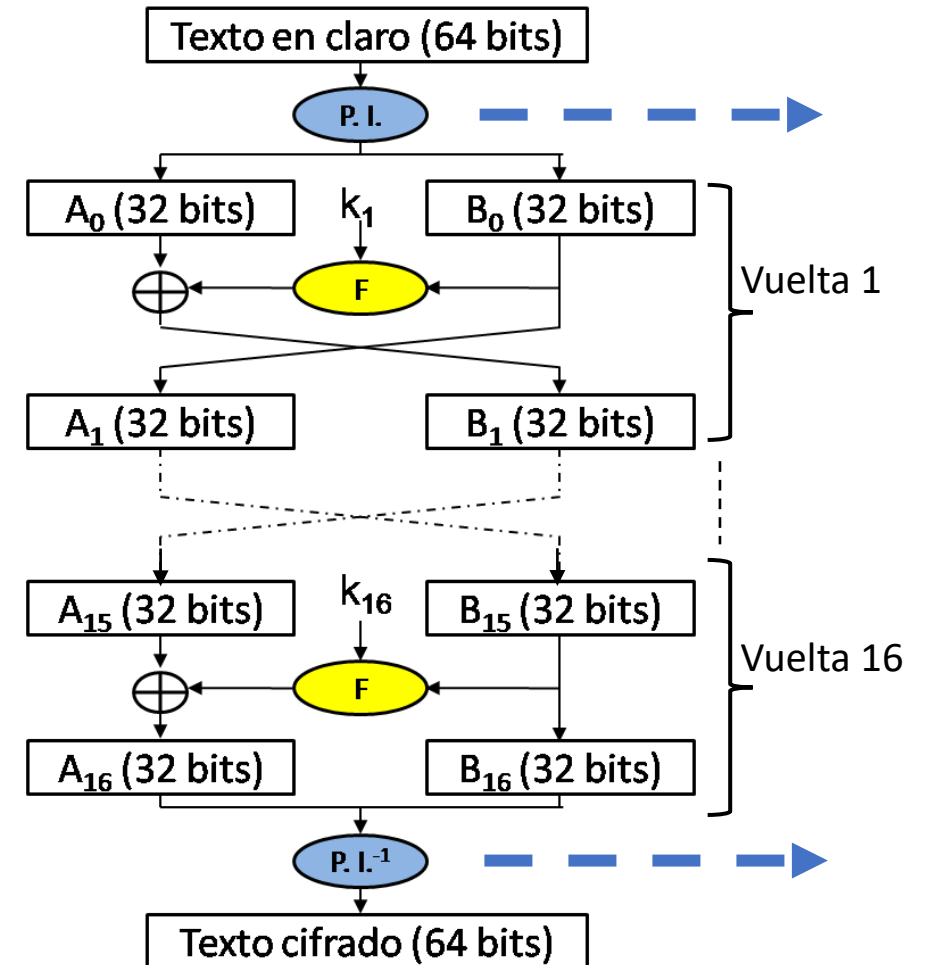 Texto en claro (64 bits)
P. I.
A₀ (32 bits) k₁ B₀ (32 bits)
F
Vuelta 1
A₁ (32 bits) B₁ (32 bits)
A₁₅ (32 bits) k₁₆ B₁₅ (32 bits)
F
Vuelta 16
A₁₆ (32 bits) B₁₆ (32 bits)
P. I.⁻¹
Texto cifrado (64 bits)